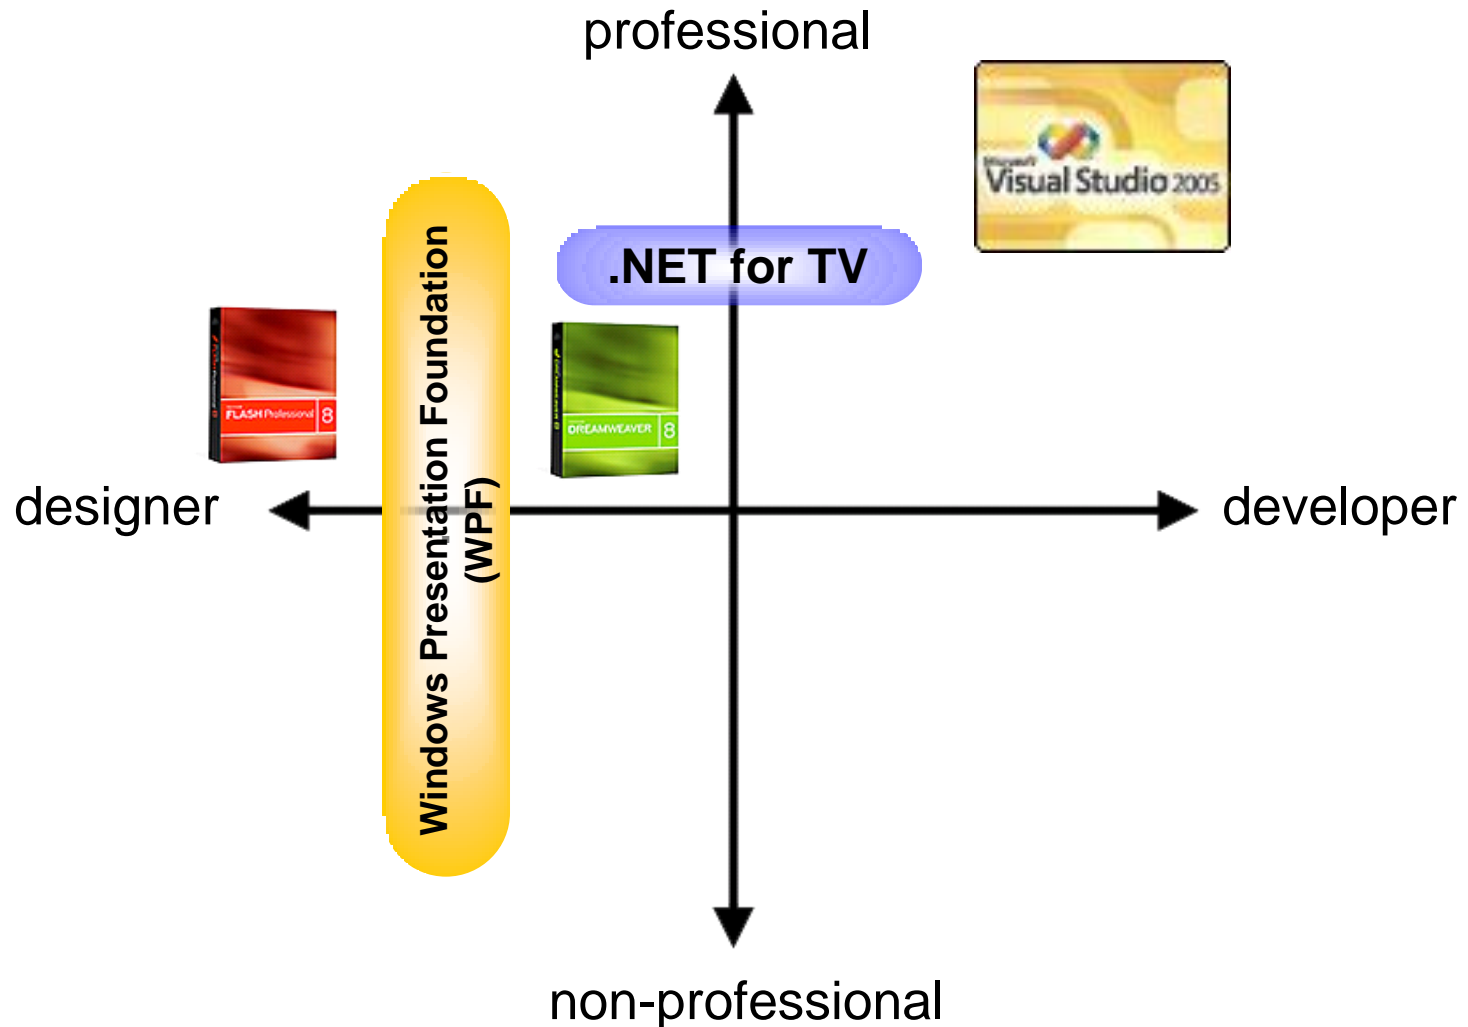 professional
Microsoft
Visual Studio 2005
.NET for TV
Windows Presentation Foundation
(WPF)
FLASH Professional 8
DREAMWEAVER 8
designer
developer
non-professional